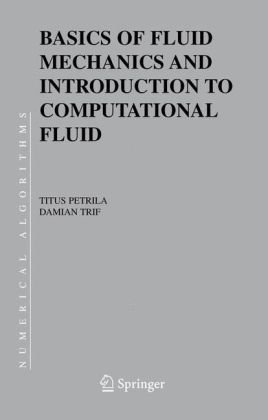 BASICS OF FLUID
MECHANICS AND
INTRODUCTION TO
COMPUTATIONAL
FLUID
TITUS PETRILA
DAMIAN TRIF
NUMERICAL ALGORITHMS
Springer